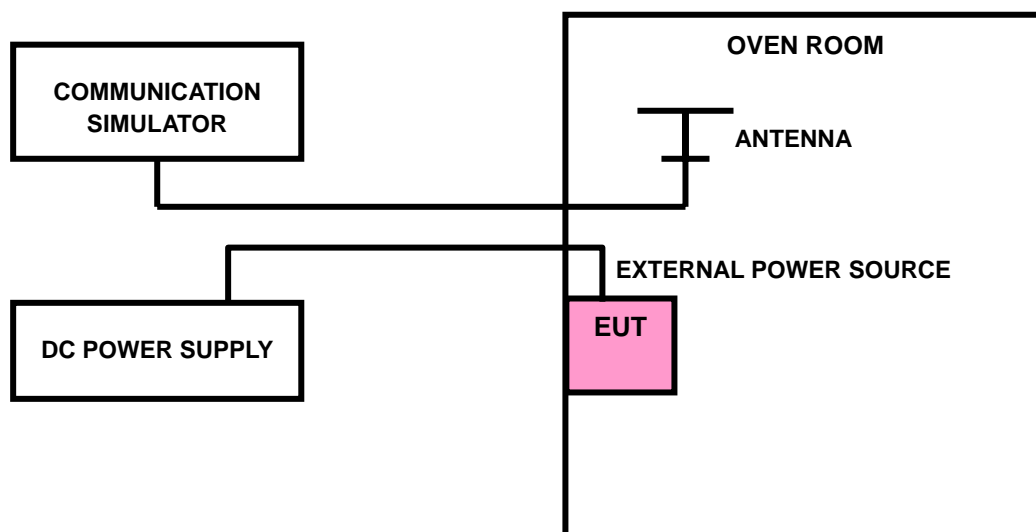 OVEN ROOM
COMMUNICATION
SIMULATOR
ANTENNA
EXTERNAL POWER SOURCE
EUT
DC POWER SUPPLY